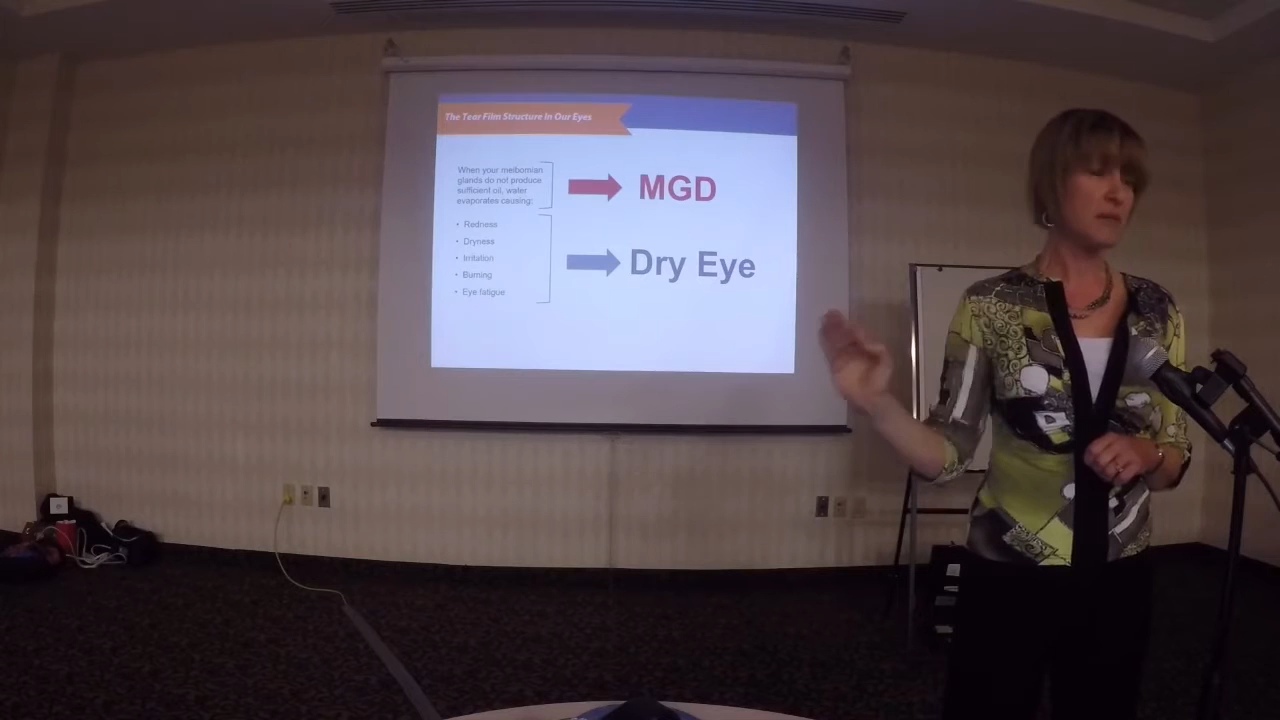 The Tear Film Structure In Our Eyes
When your meibomian
glands do not produce
sufficient oil, water
evaporates causing:
MGD
• Redness
• Dryness
• Irritation
• Burning
• Eye fatigue
Dry Eye